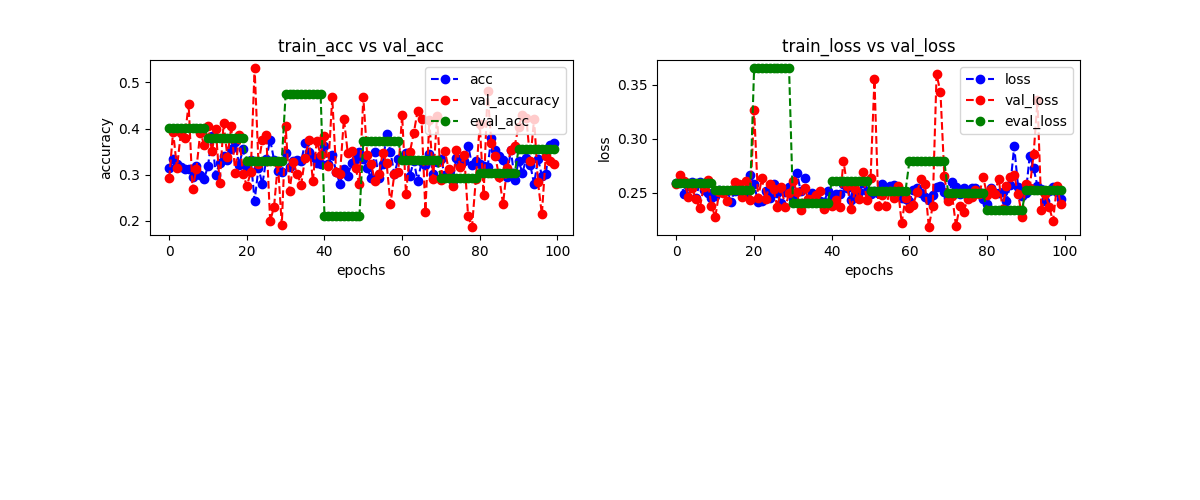 train_acc vs val_acc
accuracy
0.5
0.4
0.3
0.2
acc
val_accuracy
eval_acc
0 20 40 60 80 100
epochs
train_loss vs val_loss
loss
0.35
0.30
0.25
loss
val_loss
eval_loss
0 20 40 60 80 100
epochs